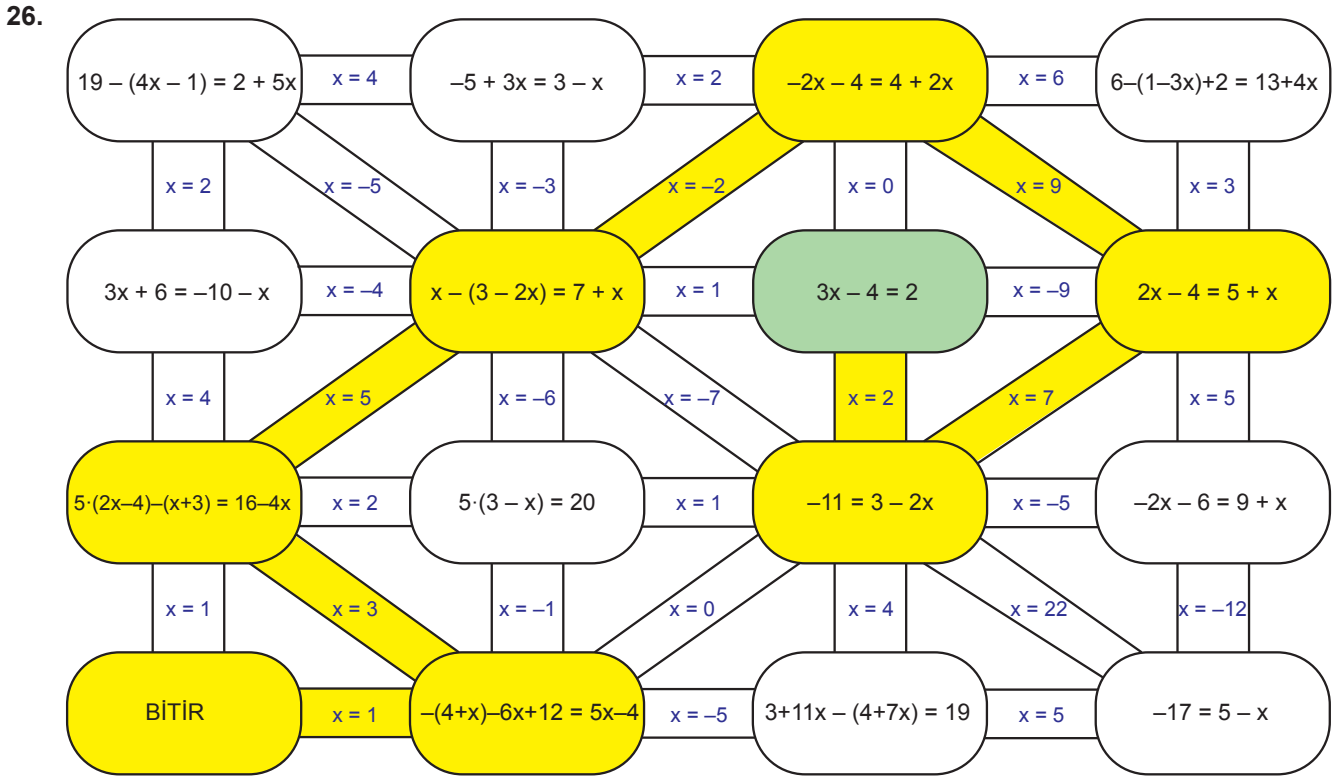 26.
19 – (4x – 1) = 2 + 5x
x = 4
–5 + 3x = 3 – x
x = 2
–2x – 4 = 4 + 2x
x = 6
6–(1–3x)+2 = 13+4x
x = 2
x = –5
x = –3
x = –2
x = 0
x = 9
x = 3
3x + 6 = –10 – x
x = –4
x – (3 – 2x) = 7 + x
x = 1
3x – 4 = 2
x = –9
2x – 4 = 5 + x
x = 4
x = 5
x = –6
x = –7
x = 2
x = 7
x = 5
5·(2x–4)–(x+3) = 16–4x
x = 2
5·(3 – x) = 20
x = 1
–11 = 3 – 2x
x = –5
–2x – 6 = 9 + x
x = 1
x = 3
x = –1
x = 0
x = 4
x = 22
x = –12
BİTİR
x = 1
–(4+x)–6x+12 = 5x–4
x = –5
3+11x – (4+7x) = 19
x = 5
–17 = 5 – x